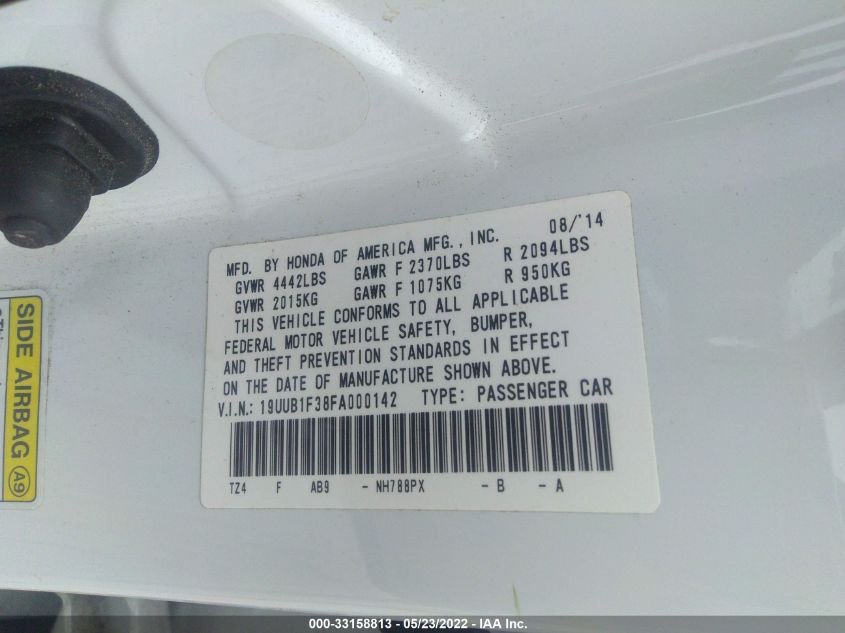 MFD. BY HONDA OF AMERICA MFG., INC. 08/'14
GVWR 4442LBS GAWR F 2370LBS R 2094LBS
GVWR 2015KG GAWR F 1075KG R 950KG
THIS VEHICLE CONFORMS TO ALL APPLICABLE
FEDERAL MOTOR VEHICLE SAFETY, BUMPER,
AND THEFT PREVENTION STANDARDS IN EFFECT
ON THE DATE OF MANUFACTURE SHOWN ABOVE.
V.I.N.: 19UUB1F38FA000142 TYPE: PASSENGER CAR
TZ4 F AB9 - NH788PX - B - A
SIDE AIRBAG A9
000-33158813 - 05/23/2022 - IAA Inc.